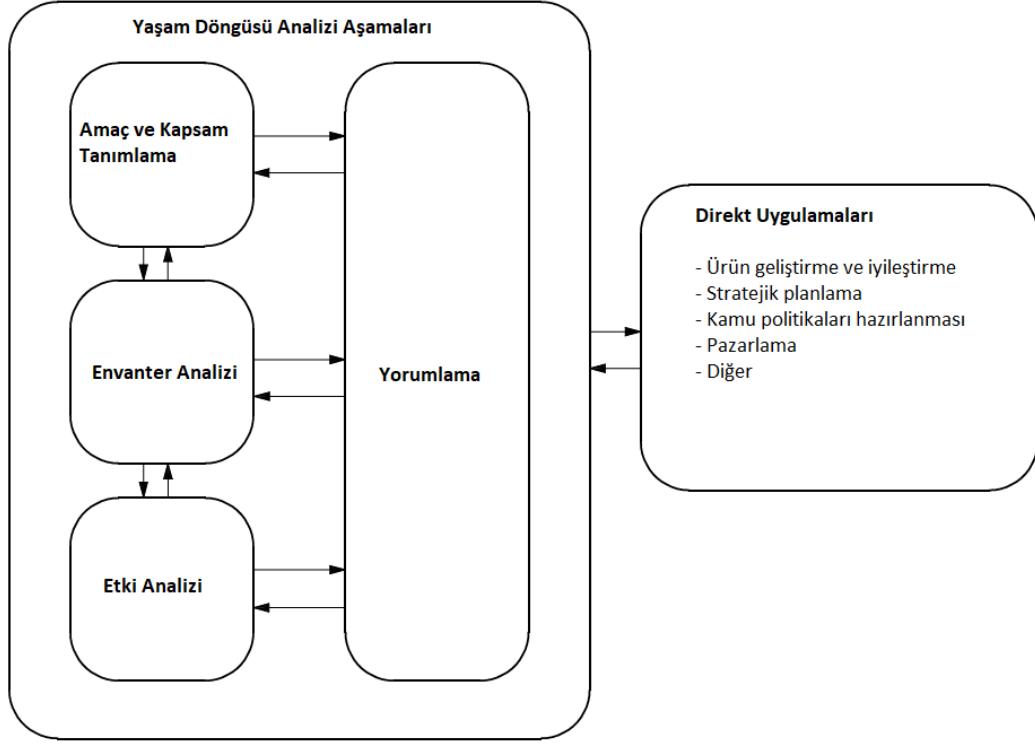 Yaşam Döngüsü Analizi Aşamaları
Amaç ve Kapsam
Tanımlama
Envanter Analizi
Etki Analizi
Yorumlama
Direkt Uygulamaları
- Ürün geliştirme ve iyileştirme
- Stratejik planlama
- Kamu politikaları hazırlanması
- Pazarlama
- Diğer